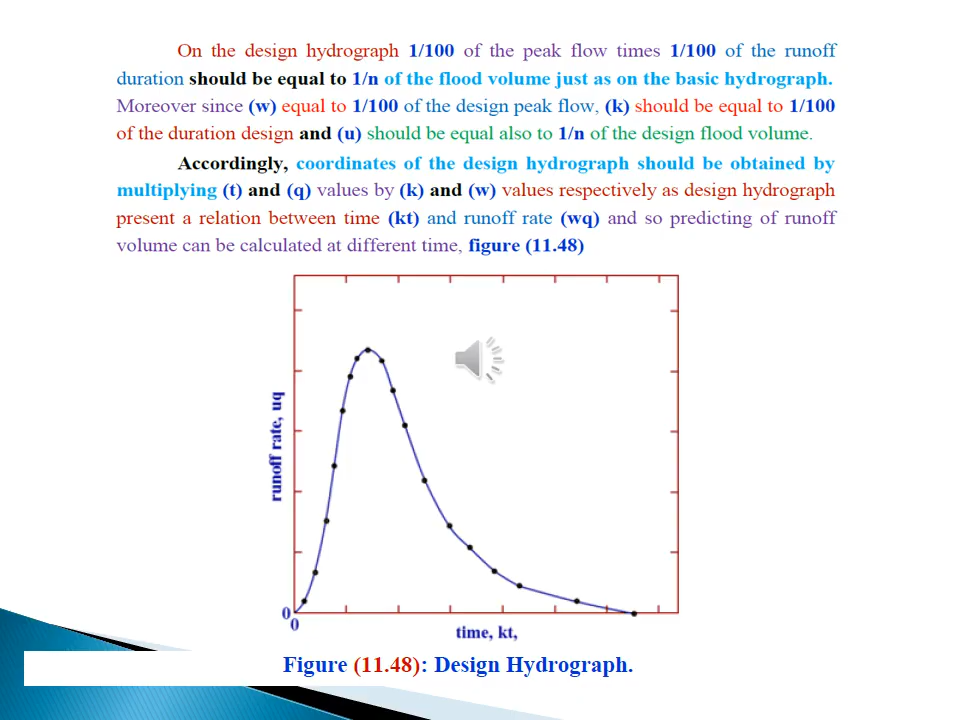 On the design hydrograph 1/100 of the peak flow times 1/100 of the runoff
duration should be equal to 1/n of the flood volume just as on the basic hydrograph.
Moreover since (w) equal to 1/100 of the design peak flow, (k) should be equal to 1/100
of the duration design and (u) should be equal also to 1/n of the design flood volume.
Accordingly, coordinates of the design hydrograph should be obtained by
multiplying (t) and (q) values by (k) and (w) values respectively as design hydrograph
present a relation between time (kt) and runoff rate (wq) and so predicting of runoff
volume can be calculated at different time, figure (11.48)
runoff rate, uq
0
0
time, kt,
Figure (11.48): Design Hydrograph.